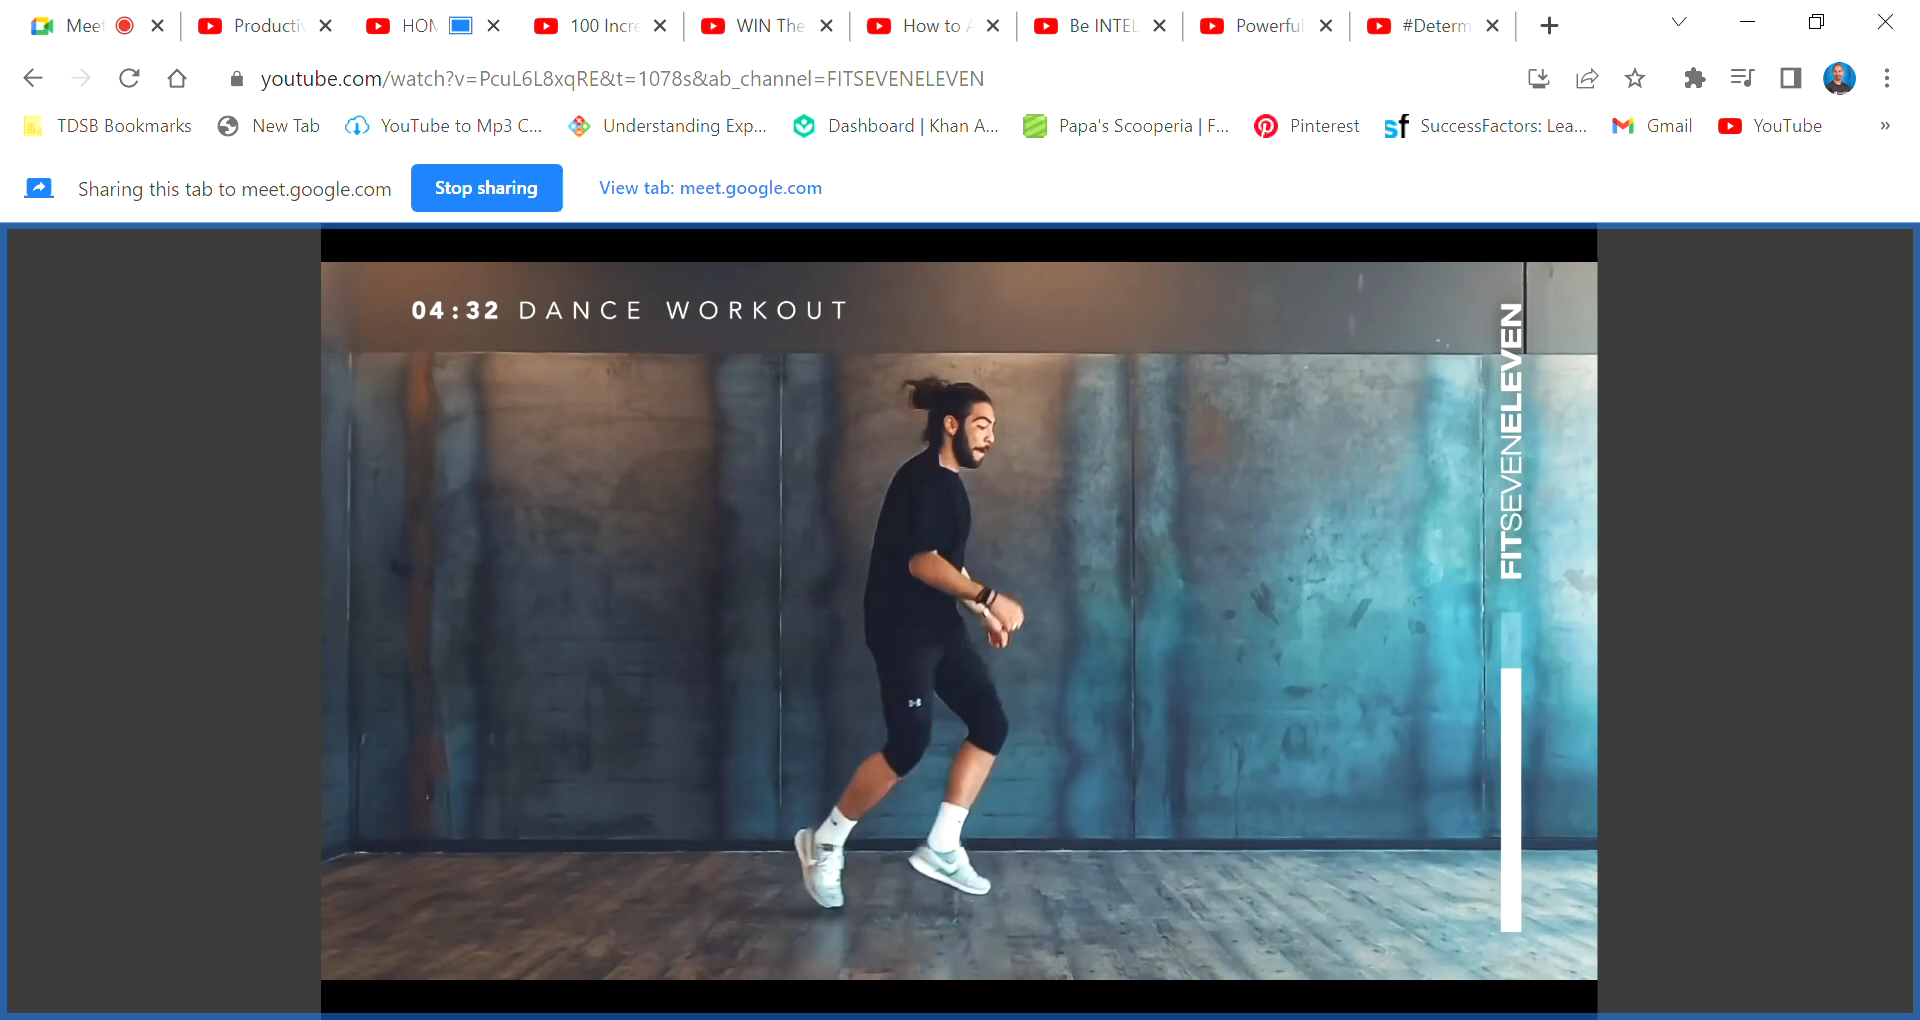 Meet
Producti
HOM
100 Incre
WIN The
How to A
Be INTEL
Powerful
#Determ
youtube.com/watch?v=PcuL6L8xqRE&t=1078s&ab_channel=FITSEVENELEVEN
TDSB Bookmarks
New Tab
YouTube to Mp3 C...
Understanding Exp...
Dashboard | Khan A...
Papa's Scooperia | F...
Pinterest
SuccessFactors: Lea...
Gmail
YouTube
»
Sharing this tab to meet.google.com
Stop sharing
View tab: meet.google.com
04:32 DANCE WORKOUT
FITSEVENELEVEN